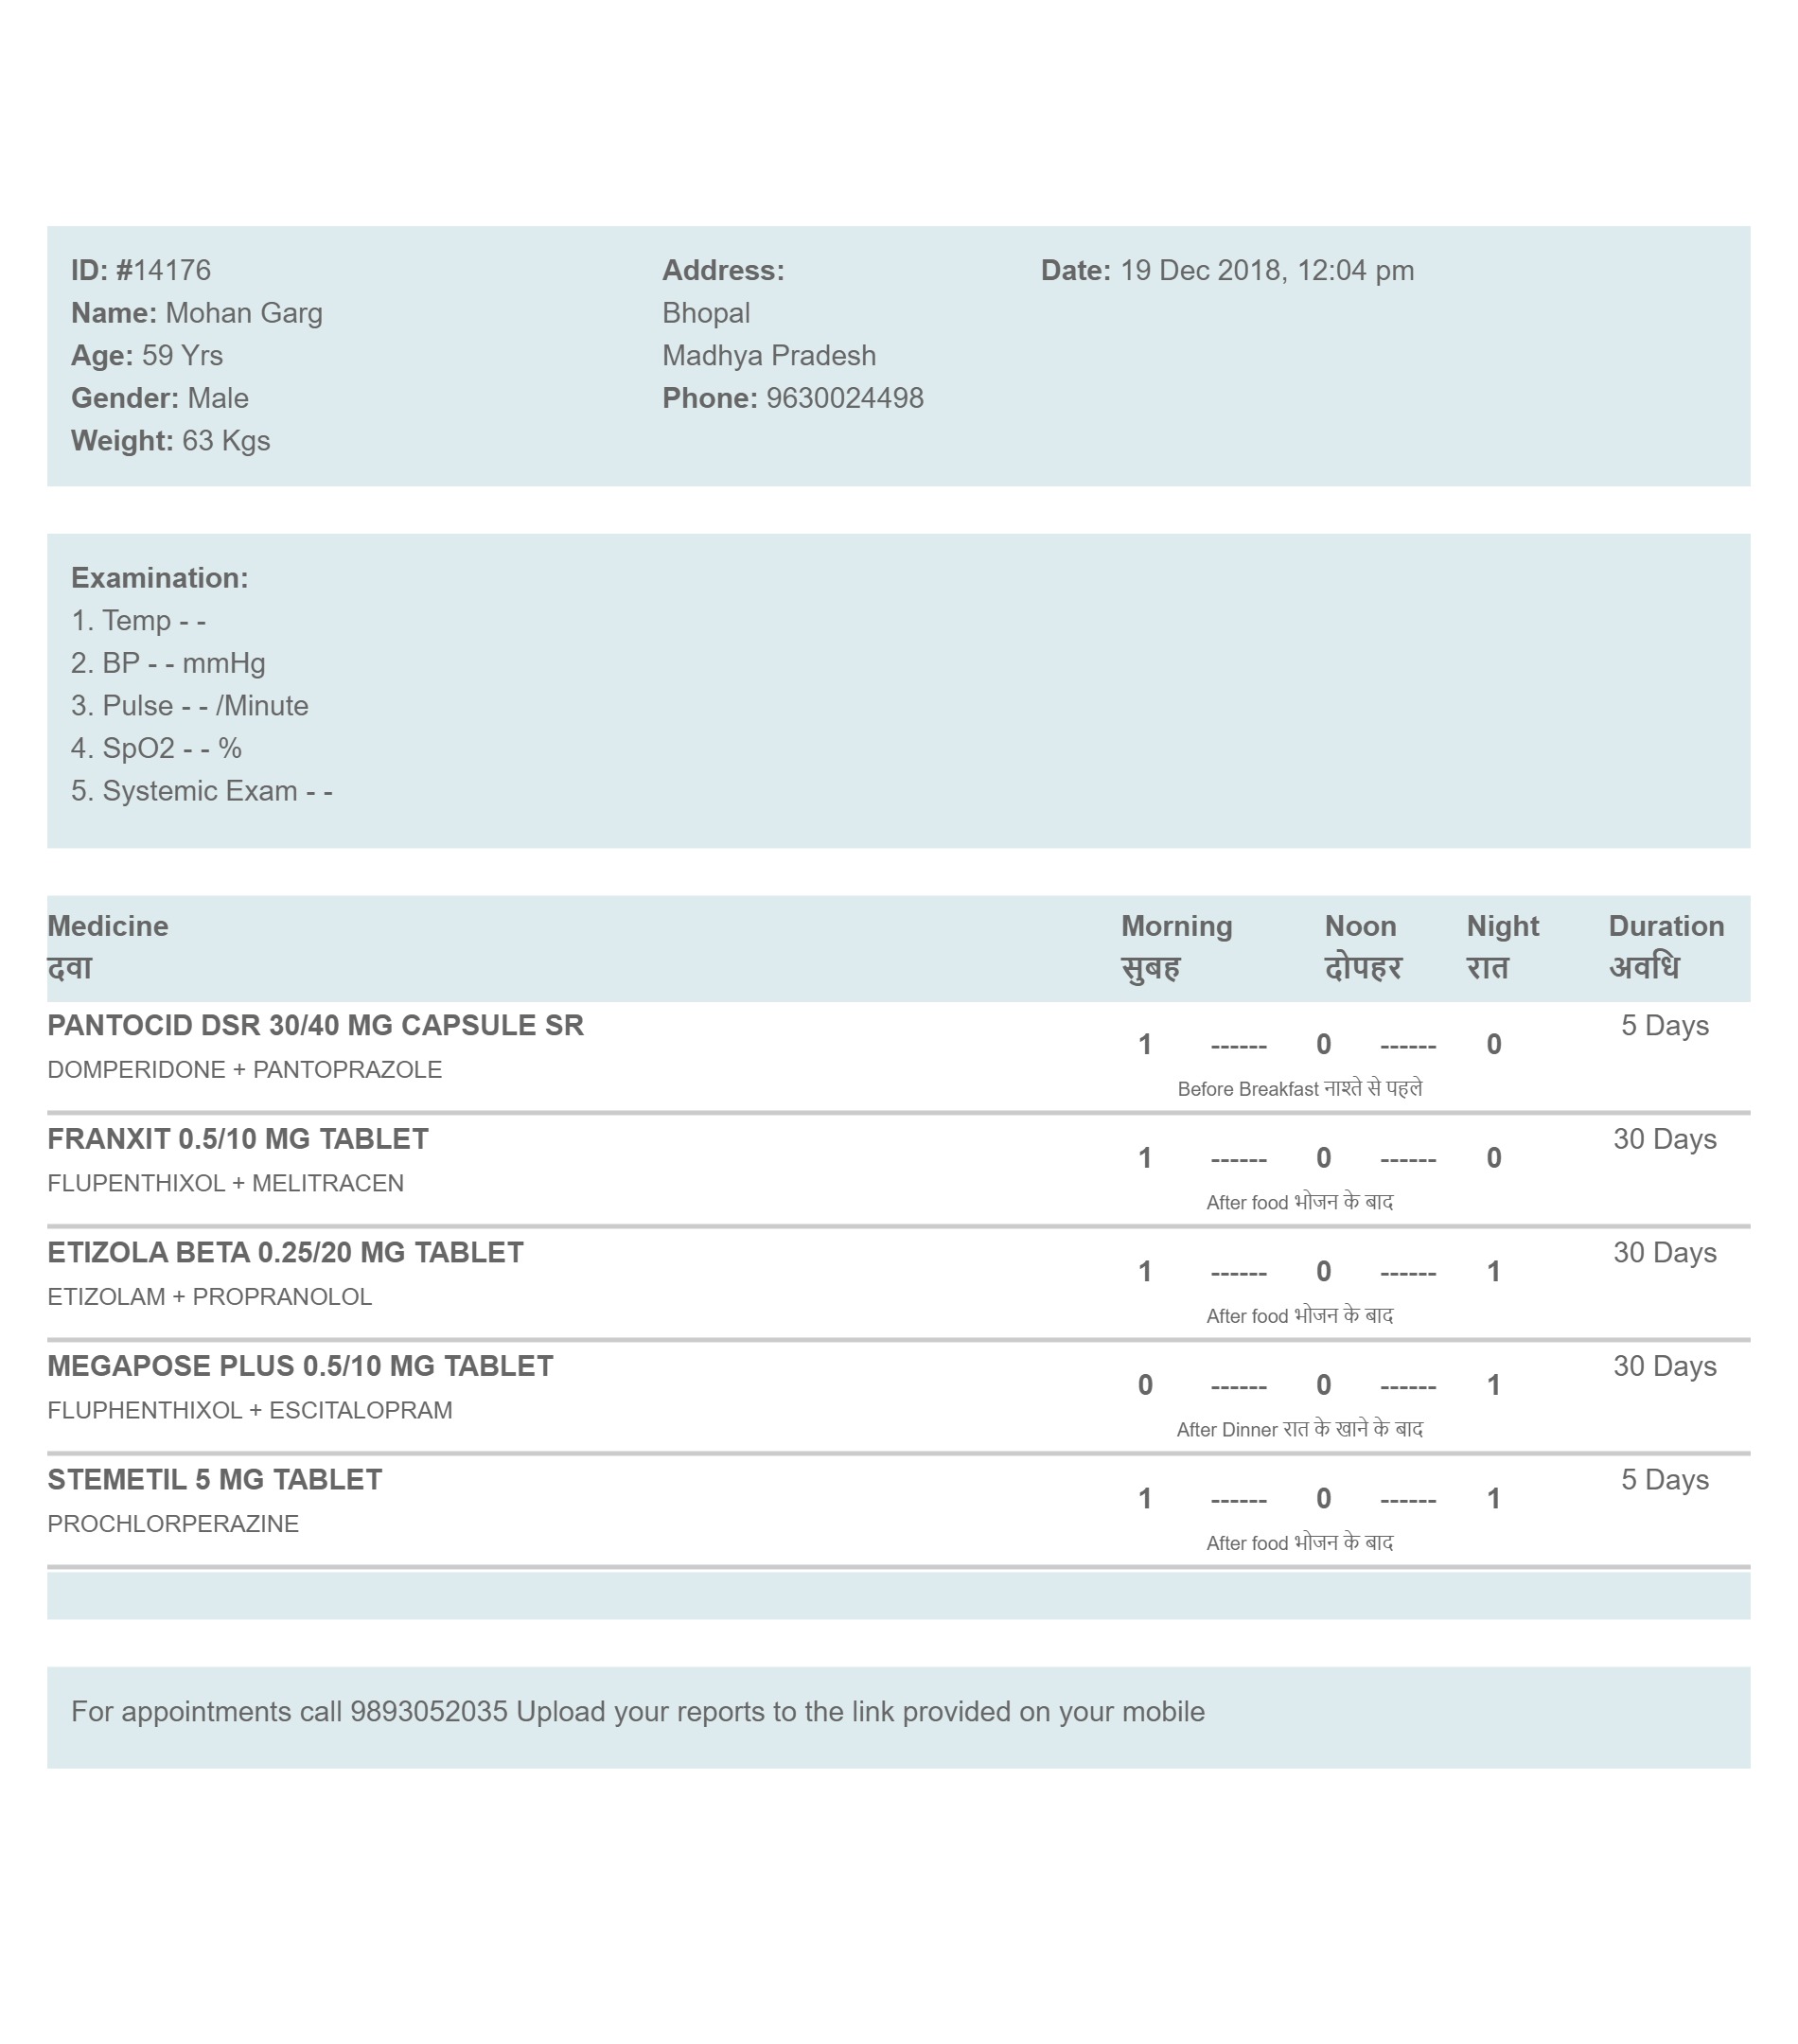 ID: #14176
Name: Mohan Garg
Age: 59 Yrs
Gender: Male
Weight: 63 Kgs
Address:
Bhopal
Madhya Pradesh
Phone: 9630024498
Date: 19 Dec 2018, 12:04 pm
Examination:
1. Temp - -
2. BP - - mmHg
3. Pulse - - /Minute
4. SpO2 - - %
5. Systemic Exam - -
Medicine Morning Noon Night Duration
दवा सुबह दोपहर रात अवधि
PANTOCID DSR 30/40 MG CAPSULE SR 5 Days
1 ------ 0 ------ 0
DOMPERIDONE + PANTOPRAZOLE
Before Breakfast नाश्ते से पहले
FRANXIT 0.5/10 MG TABLET 30 Days
1 ------ 0 ------ 0
FLUPENTHIXOL + MELITRACEN
After food भोजन के बाद
ETIZOLA BETA 0.25/20 MG TABLET 30 Days
1 ------ 0 ------ 1
ETIZOLAM + PROPRANOLOL
After food भोजन के बाद
MEGAPOSE PLUS 0.5/10 MG TABLET 30 Days
0 ------ 0 ------ 1
FLUPHENTHIXOL + ESCITALOPRAM
After Dinner रात के खाने के बाद
STEMETIL 5 MG TABLET 5 Days
1 ------ 0 ------ 1
PROCHLORPERAZINE
After food भोजन के बाद
For appointments call 9893052035 Upload your reports to the link provided on your mobile